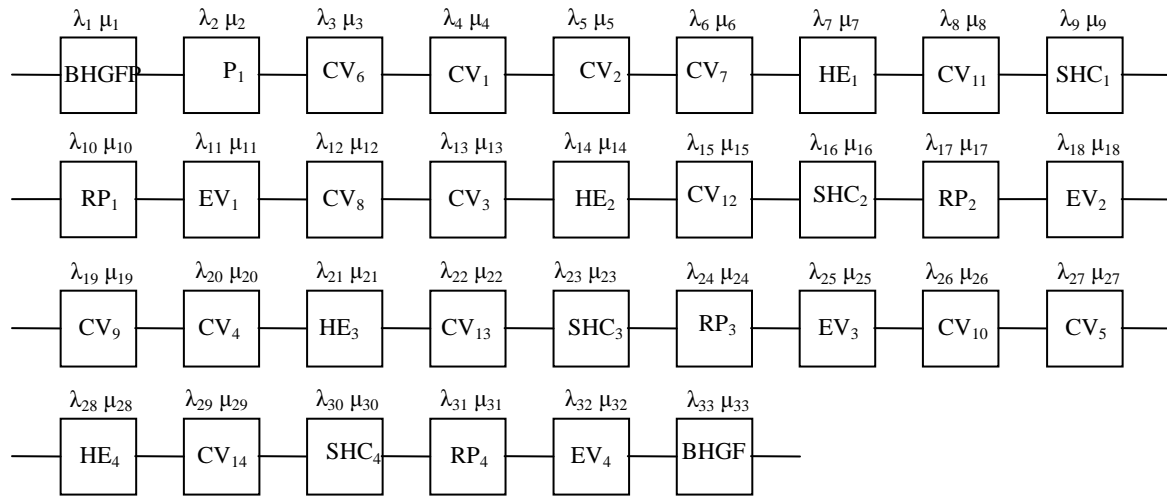 λ₁ μ₁ λ₂ μ₂ λ₃ μ₃ λ₄ μ₄ λ₅ μ₅ λ₆ μ₆ λ₇ μ₇ λ₈ μ₈ λ₉ μ₉
BHGFP P₁ CV₆ CV₁ CV₂ CV₇ HE₁ CV₁₁ SHC₁
λ₁₀ μ₁₀ λ₁₁ μ₁₁ λ₁₂ μ₁₂ λ₁₃ μ₁₃ λ₁₄ μ₁₄ λ₁₅ μ₁₅ λ₁₆ μ₁₆ λ₁₇ μ₁₇ λ₁₈ μ₁₈
RP₁ EV₁ CV₈ CV₃ HE₂ CV₁₂ SHC₂ RP₂ EV₂
λ₁₉ μ₁₉ λ₂₀ μ₂₀ λ₂₁ μ₂₁ λ₂₂ μ₂₂ λ₂₃ μ₂₃ λ₂₄ μ₂₄ λ₂₅ μ₂₅ λ₂₆ μ₂₆ λ₂₇ μ₂₇
CV₉ CV₄ HE₃ CV₁₃ SHC₃ RP₃ EV₃ CV₁₀ CV₅
λ₂₈ μ₂₈ λ₂₉ μ₂₉ λ₃₀ μ₃₀ λ₃₁ μ₃₁ λ₃₂ μ₃₂ λ₃₃ μ₃₃
HE₄ CV₁₄ SHC₄ RP₄ EV₄ BHGF